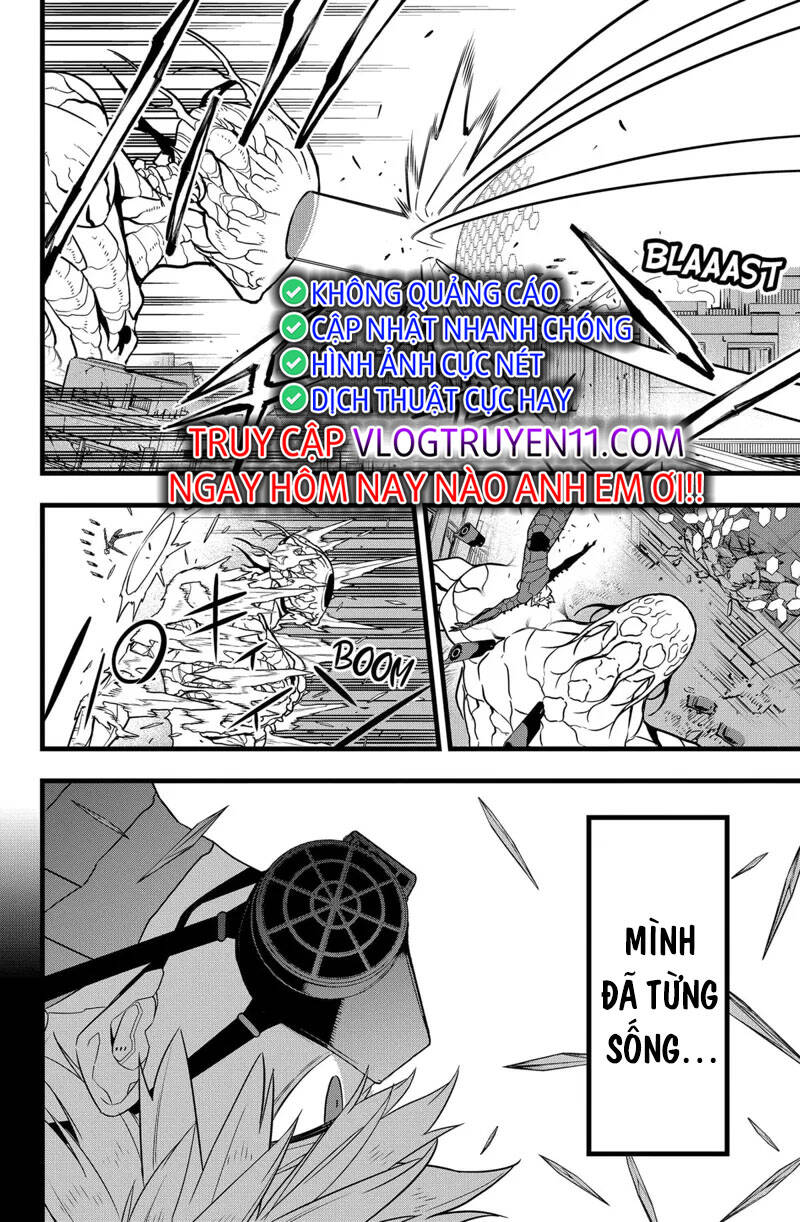 BLAAAST
KHÔNG QUẢNG CÁO
CẬP NHẬT NHANH CHÓNG
HÌNH ẢNH CỰC NÉT
DỊCH THUẬT CỰC HAY
TRUY CẬP VLOGTRUYEN11.COM
NGAY HÔM NAY NÀO ANH EM ƠI!!
BOOM
MÌNH
ĐÃ TỪNG
SỐNG...